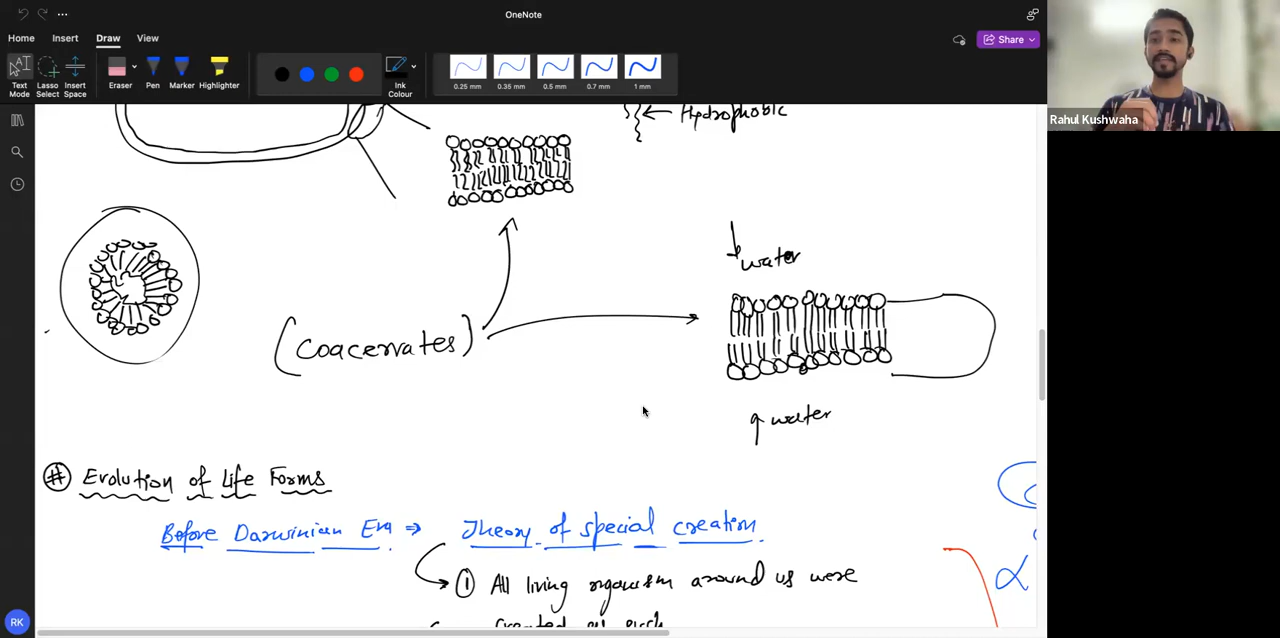 OneNote
Home Insert Draw View
Share
Text Mode
Lasso Select
Insert Space
Eraser
Pen
Marker
Highlighter
Ink Colour
0.25 mm
0.35 mm
0.5 mm
0.7 mm
1 mm
Rahul Kushwaha
← Hydrophobic
↓ water
(Coacervates)
↑ water
# Evolution of Life Forms
Before Darwinian Era ⇒ Theory of special creation
① All living organism around us were
created
α
RK